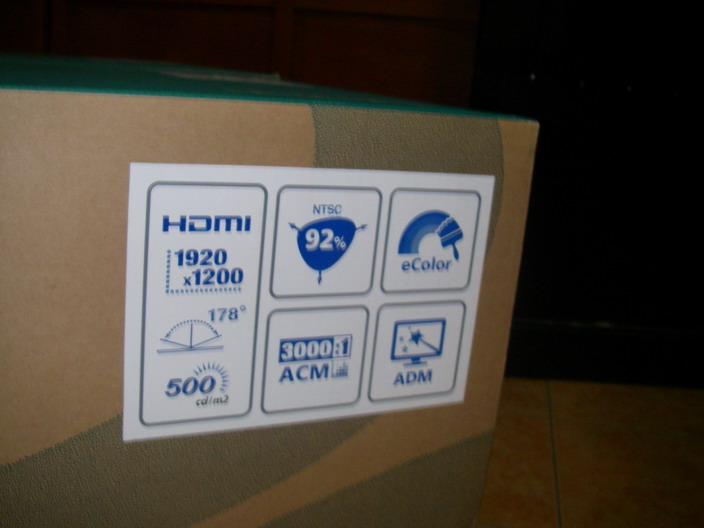 HDMI
1920
x1200
178°
500
cd/m2
NTSC
92%
eColor
3000:1
ACM
ADM